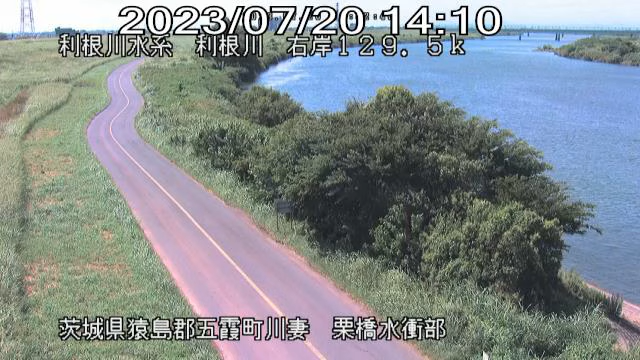 2023/07/20 14:10
利根川水系　利根川　右岸１２９．５ｋ
茨城県猿島郡五霞町川妻　栗橋水衝部